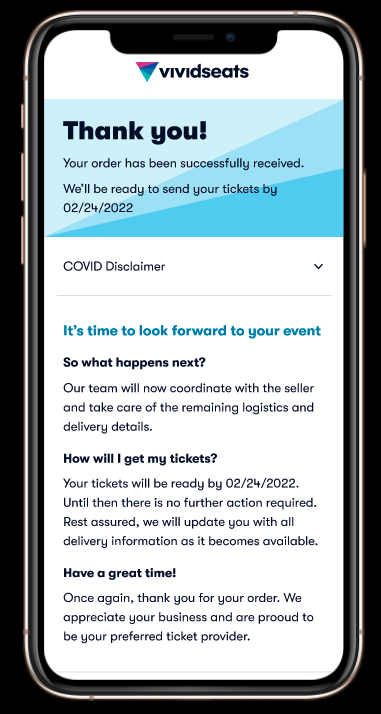 vividseats
Thank you!
Your order has been successfully received.
We'll be ready to send your tickets by
02/24/2022
COVID Disclaimer
It's time to look forward to your event
So what happens next?
Our team will now coordinate with the seller
and take care of the remaining logistics and
delivery details.
How will I get my tickets?
Your tickets will be ready by 02/24/2022.
Until then there is no further action required.
Rest assured, we will update you with all
delivery information as it becomes available.
Have a great time!
Once again, thank you for your order. We
appreciate your business and are prooud to
be your preferred ticket provider.